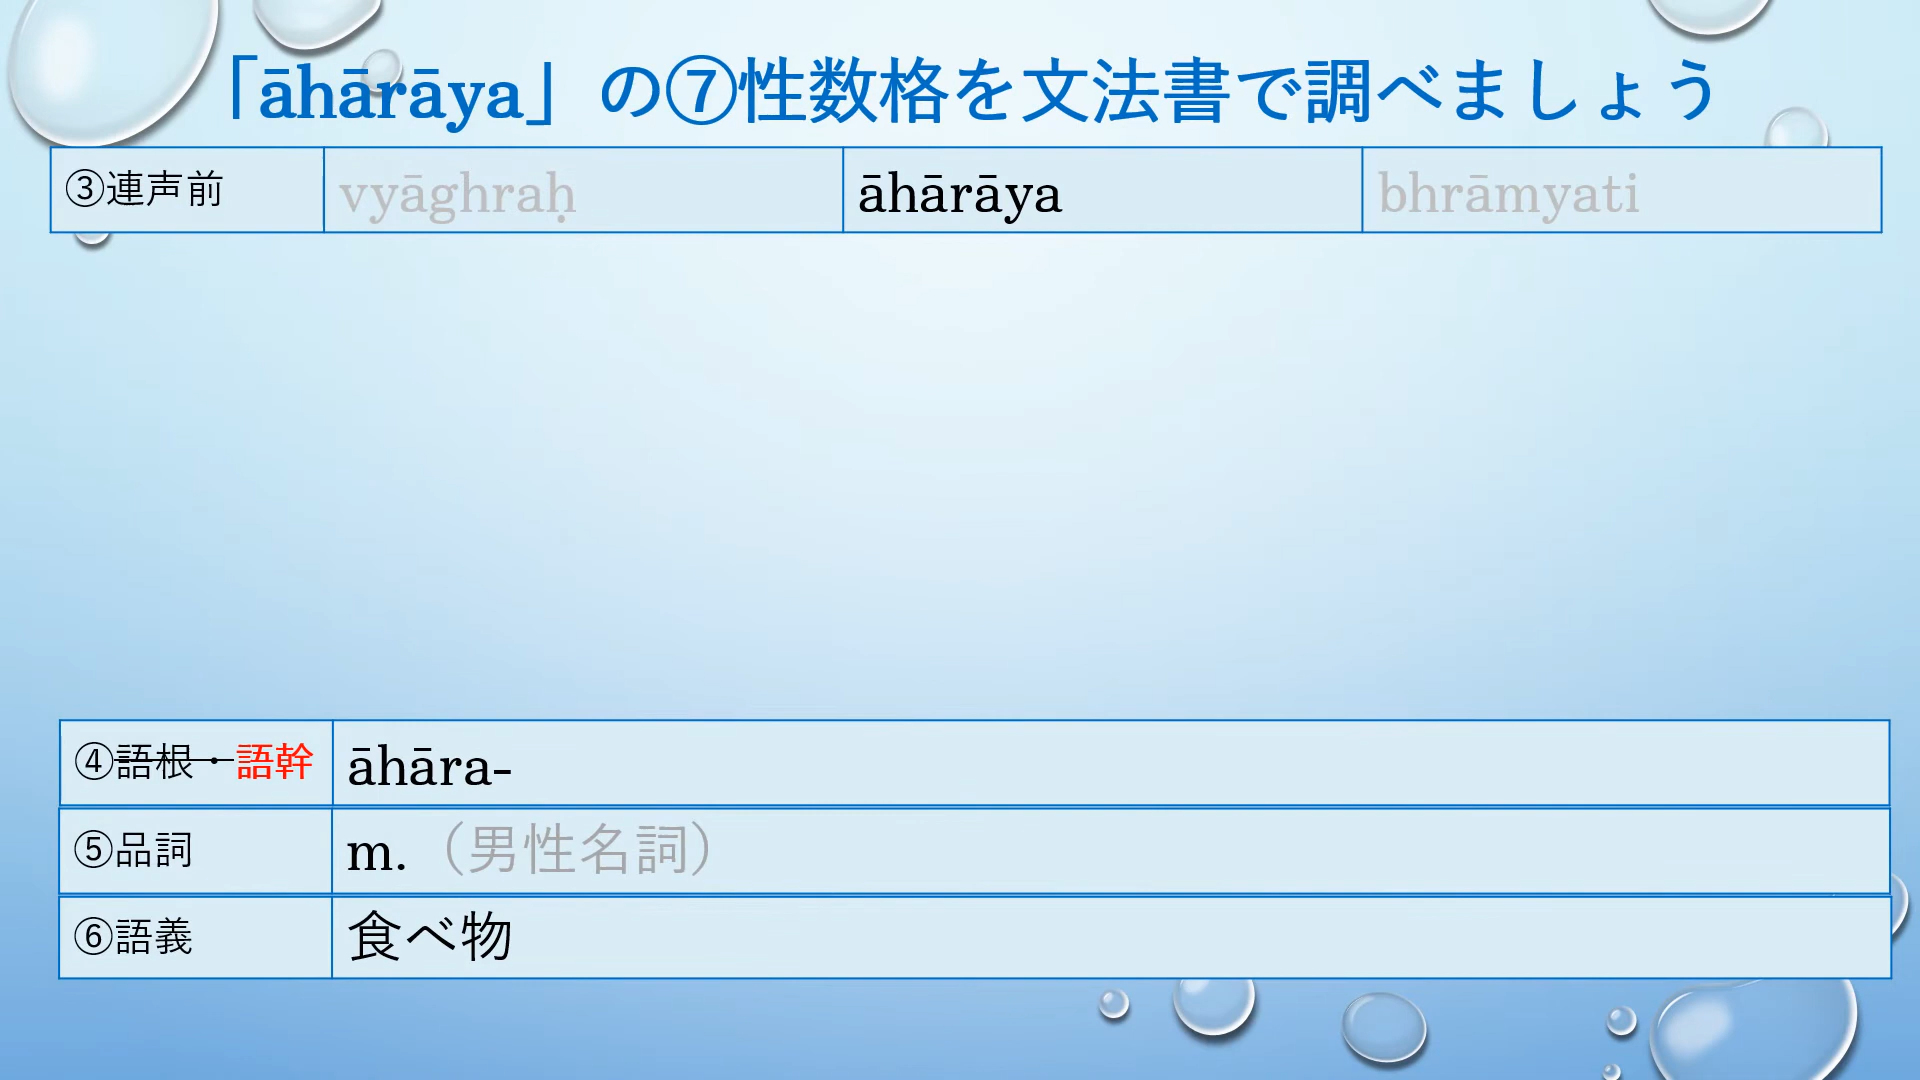 「āhārāya」の⑦性数格を文法書で調べましょう
③連声前 vyāghraḥ āhārāya bhrāmyati
④語根・語幹 āhāra-
⑤品詞 m.（男性名詞）
⑥語義 食べ物